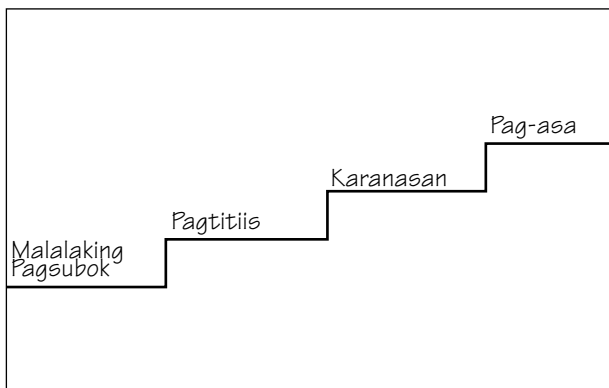 Pag-asa
Karanasan
Pagtitiis
Malalaking
Pagsubok